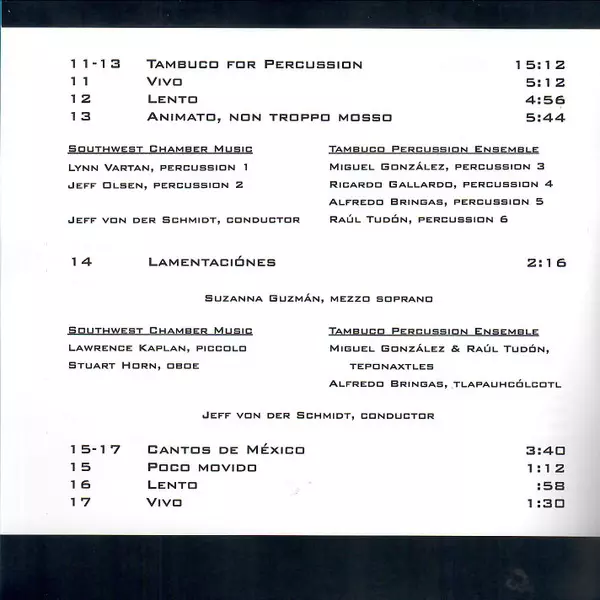 11-13 Tambuco for Percussion 15:12
11 Vivo 5:12
12 Lento 4:56
13 Animato, non troppo mosso 5:44
Southwest Chamber Music Tambuco Percussion Ensemble
Lynn Vartan, percussion 1 Miguel González, percussion 3
Jeff Olsen, percussion 2 Ricardo Gallardo, percussion 4
Alfredo Bringas, percussion 5
Jeff von der Schmidt, conductor Raúl Tudón, percussion 6
14 Lamentaciónes 2:16
Suzanna Guzmán, mezzo soprano
Southwest Chamber Music Tambuco Percussion Ensemble
Lawrence Kaplan, piccolo Miguel González & Raúl Tudón,
Stuart Horn, oboe teponaxtles
Alfredo Bringas, tlapauhcólcotl
Jeff von der Schmidt, conductor
15-17 Cantos de México 3:40
15 Poco movido 1:12
16 Lento :58
17 Vivo 1:30